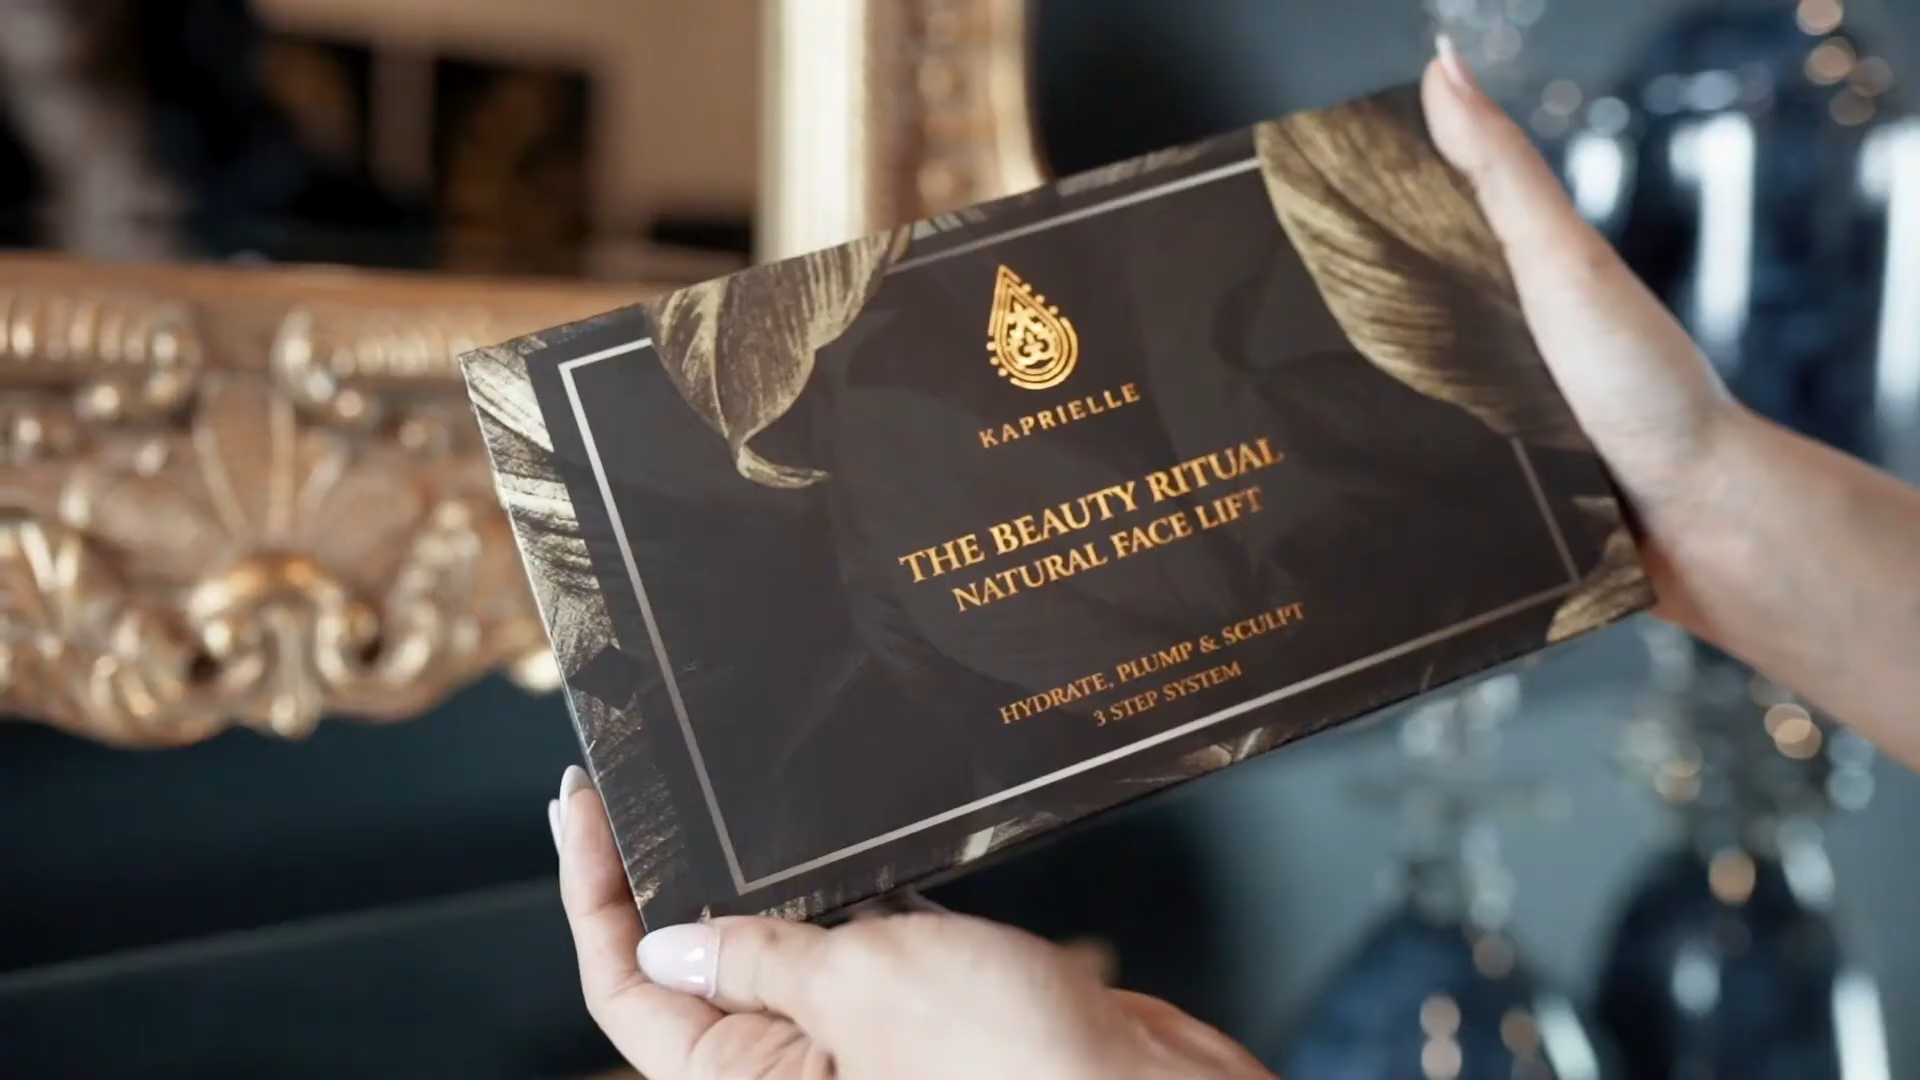 KAPRIELLE
THE BEAUTY RITUAL
NATURAL FACE LIFT
HYDRATE, PLUMP & SCULPT
3 STEP SYSTEM